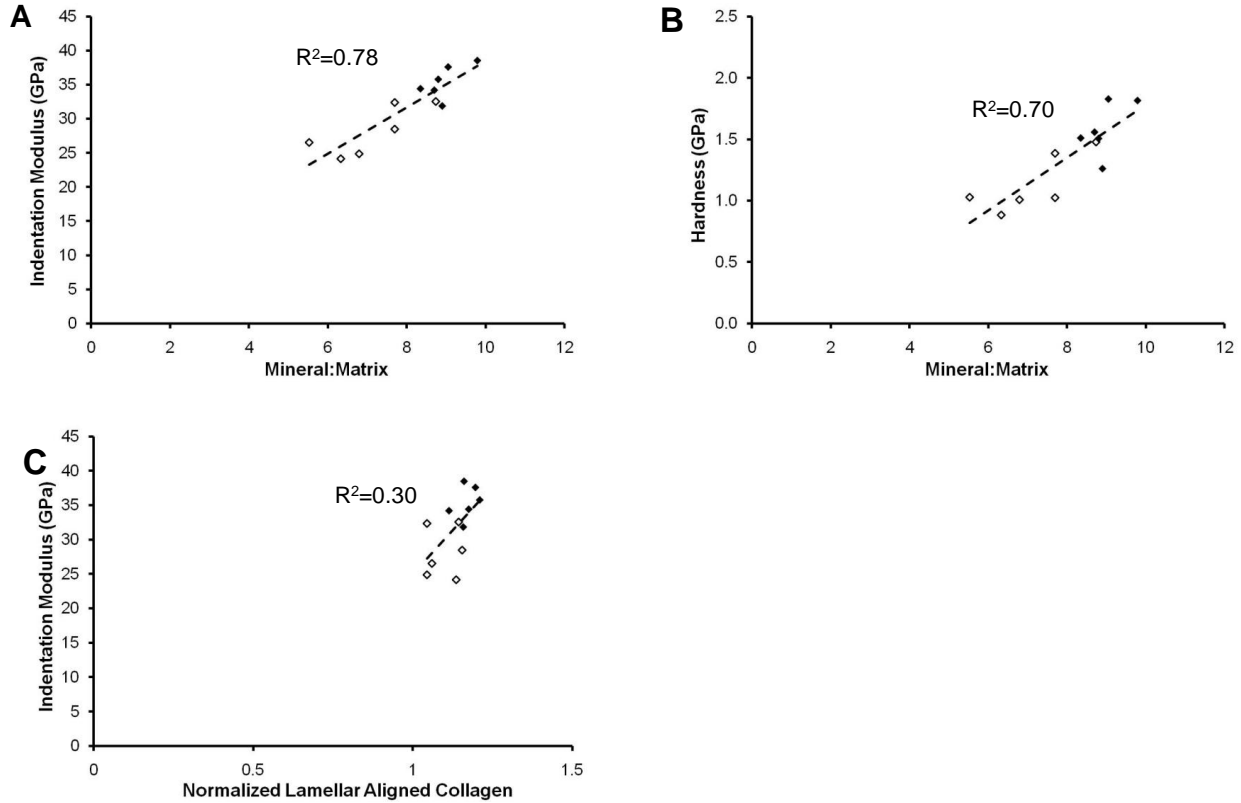 A
45
40
35
30
25
20
15
10
5
0
Indentation Modulus (GPa)
R²=0.78
0 2 4 6 8 10 12
Mineral:Matrix
B
2.5
2.0
1.5
1.0
0.5
0.0
Hardness (GPa)
R²=0.70
0 2 4 6 8 10 12
Mineral:Matrix
C
45
40
35
30
25
20
15
10
5
0
Indentation Modulus (GPa)
R²=0.30
0 0.5 1 1.5
Normalized Lamellar Aligned Collagen